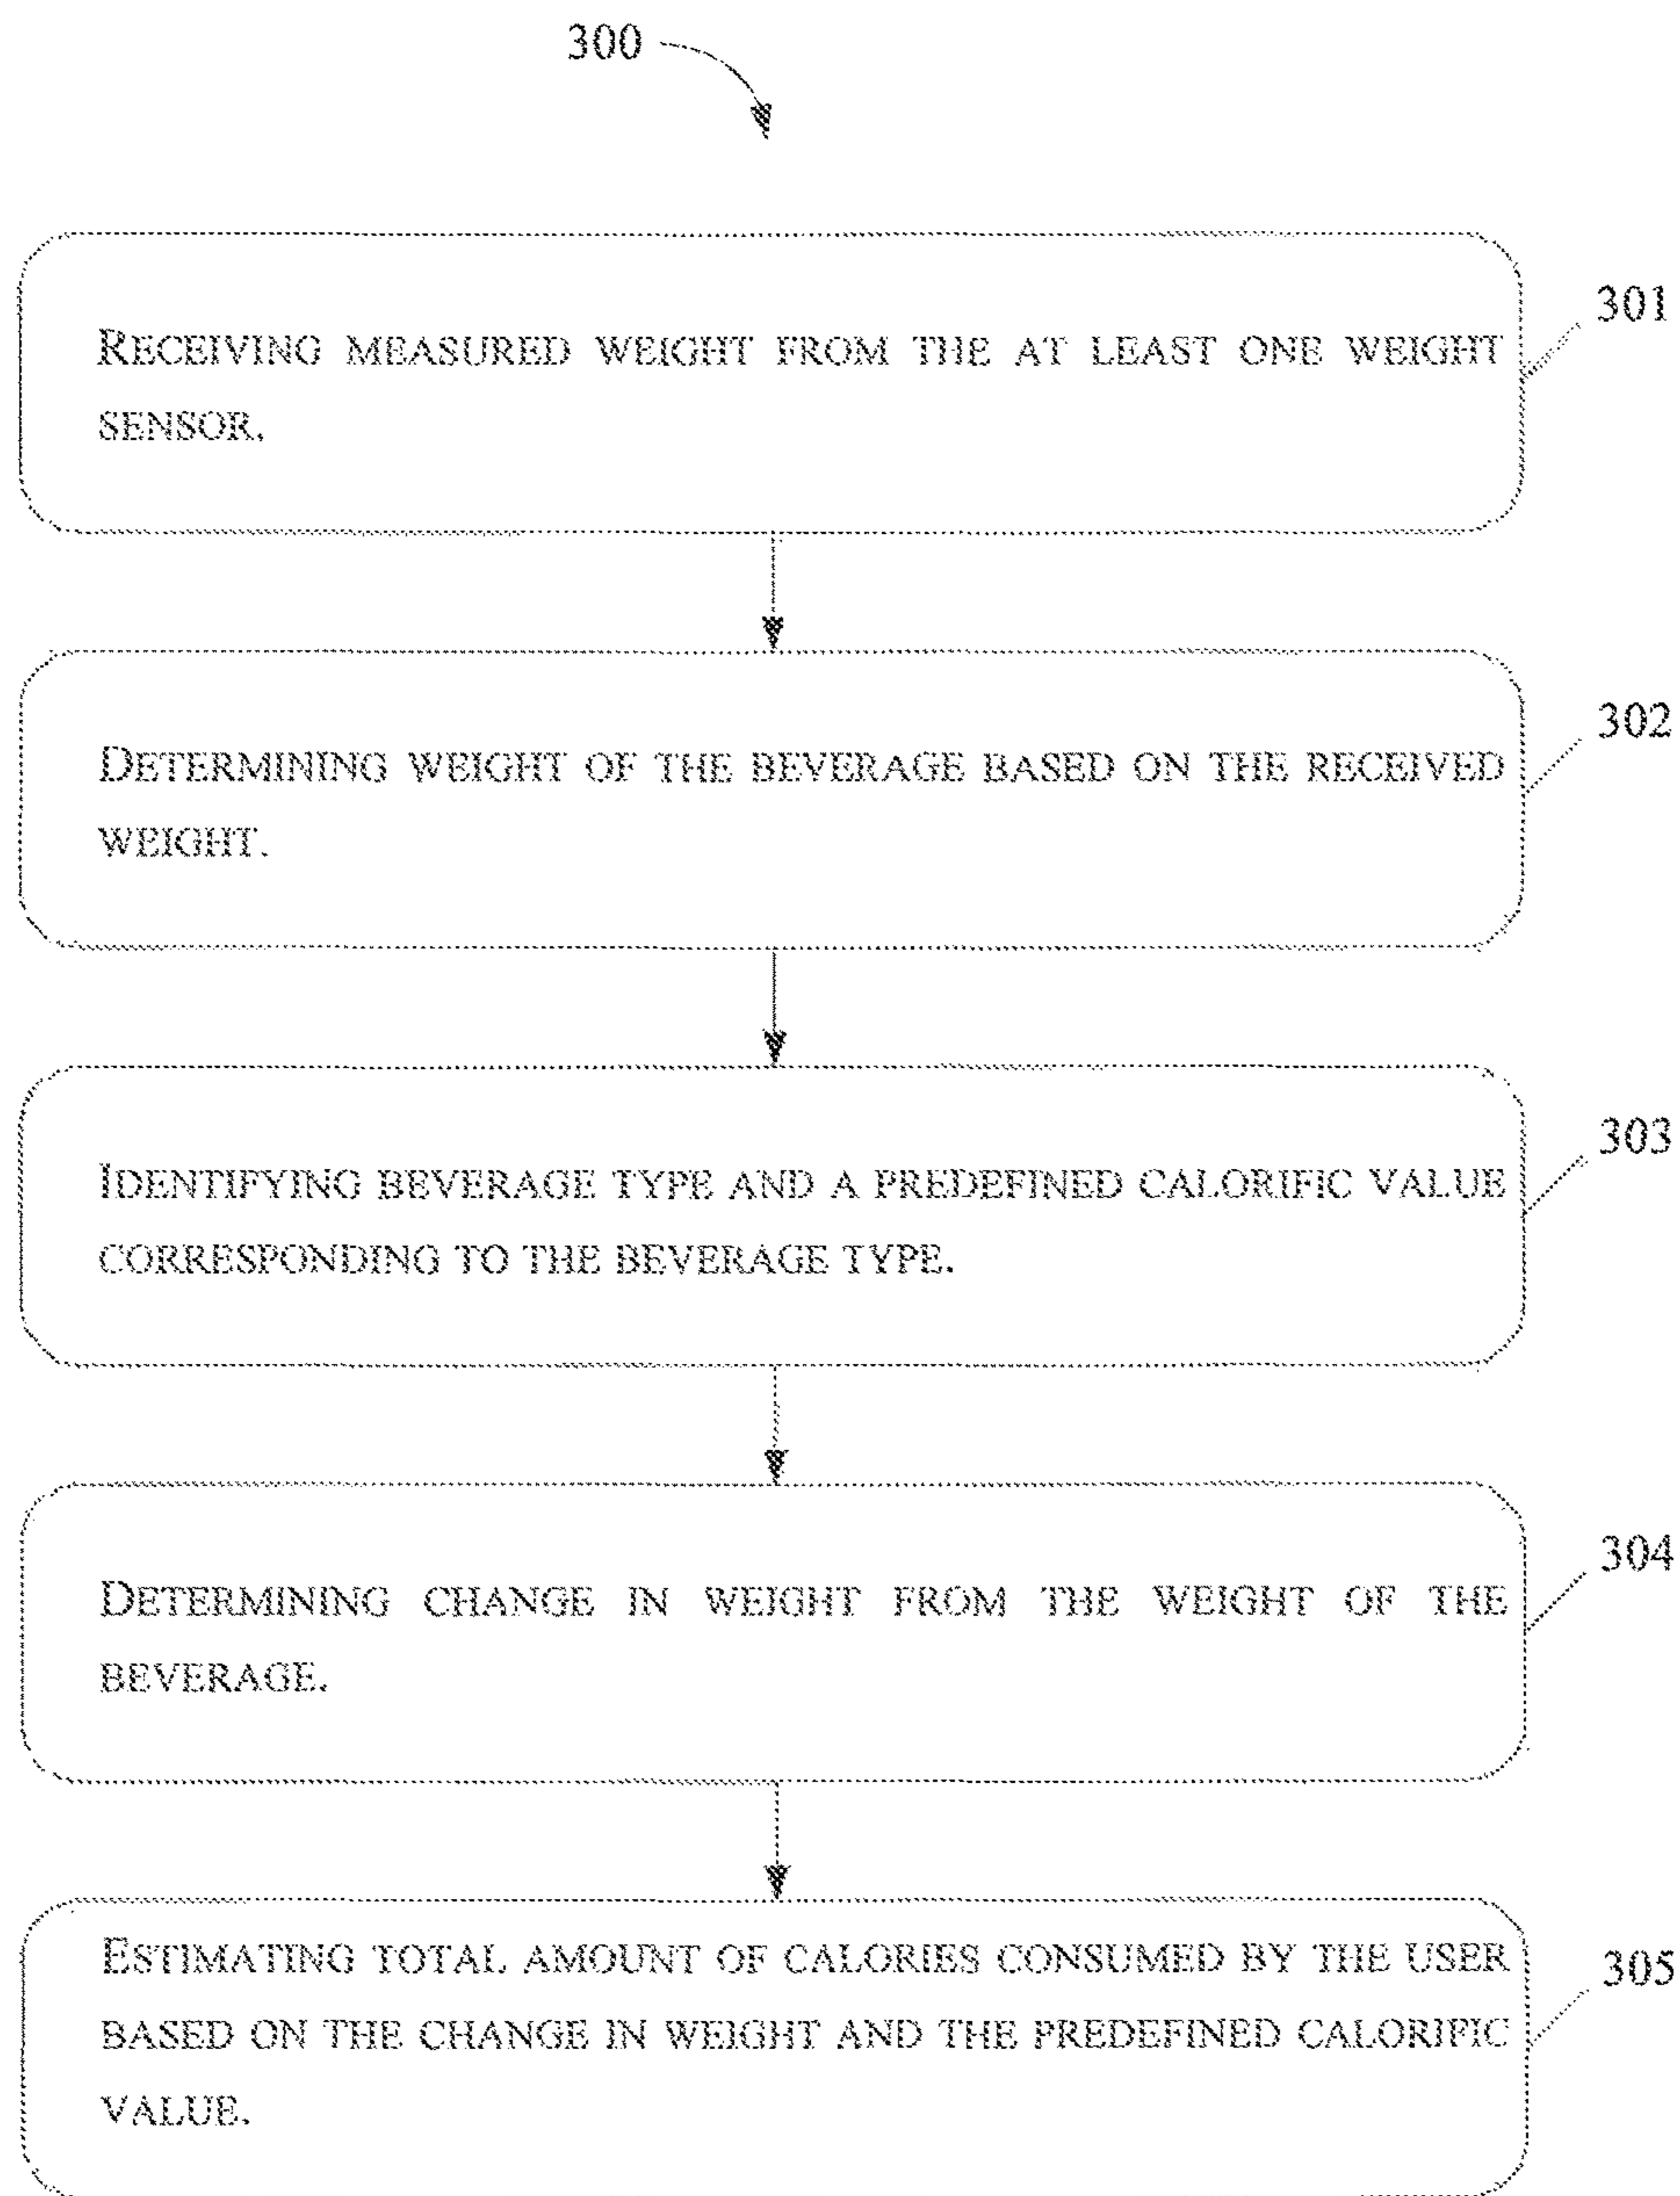 300
RECEIVING MEASURED WEIGHT FROM THE AT LEAST ONE WEIGHT
SENSOR.
301
DETERMINING WEIGHT OF THE BEVERAGE BASED ON THE RECEIVED
WEIGHT.
302
IDENTIFYING BEVERAGE TYPE AND A PREDEFINED CALORIFIC VALUE
CORRESPONDING TO THE BEVERAGE TYPE.
303
DETERMINING CHANGE IN WEIGHT FROM THE WEIGHT OF THE
BEVERAGE.
304
ESTIMATING TOTAL AMOUNT OF CALORIES CONSUMED BY THE USER
BASED ON THE CHANGE IN WEIGHT AND THE PREDEFINED CALORIFIC
VALUE.
305